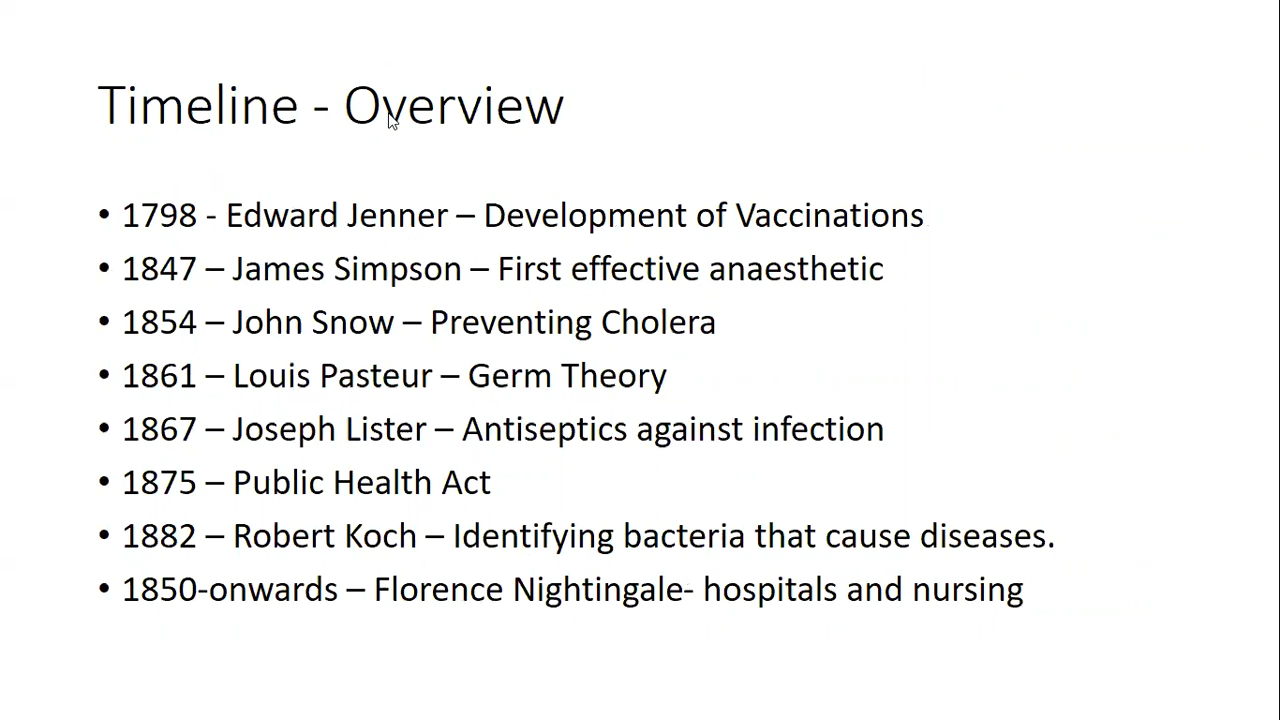 Timeline - Overview
• 1798 - Edward Jenner – Development of Vaccinations
• 1847 – James Simpson – First effective anaesthetic
• 1854 – John Snow – Preventing Cholera
• 1861 – Louis Pasteur – Germ Theory
• 1867 – Joseph Lister – Antiseptics against infection
• 1875 – Public Health Act
• 1882 – Robert Koch – Identifying bacteria that cause diseases.
• 1850-onwards – Florence Nightingale- hospitals and nursing